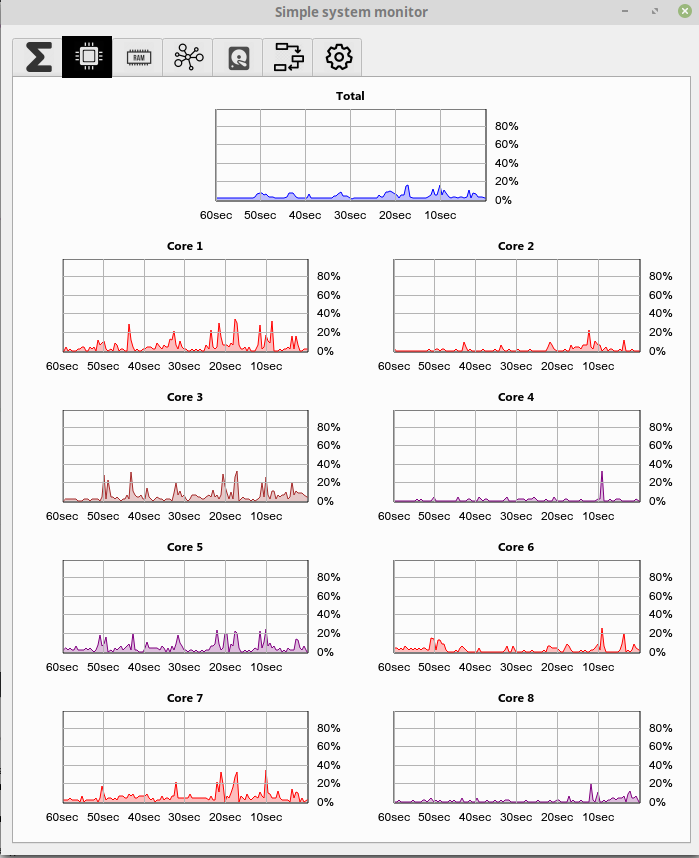 Simple system monitor
RAM
Total
80%
60%
40%
20%
0%
60sec 50sec 40sec 30sec 20sec 10sec
Core 1 Core 2
80% 80%
60% 60%
40% 40%
20% 20%
0% 0%
60sec 50sec 40sec 30sec 20sec 10sec 60sec 50sec 40sec 30sec 20sec 10sec
Core 3 Core 4
80% 80%
60% 60%
40% 40%
20% 20%
0% 0%
60sec 50sec 40sec 30sec 20sec 10sec 60sec 50sec 40sec 30sec 20sec 10sec
Core 5 Core 6
80% 80%
60% 60%
40% 40%
20% 20%
0% 0%
60sec 50sec 40sec 30sec 20sec 10sec 60sec 50sec 40sec 30sec 20sec 10sec
Core 7 Core 8
80% 80%
60% 60%
40% 40%
20% 20%
0% 0%
60sec 50sec 40sec 30sec 20sec 10sec 60sec 50sec 40sec 30sec 20sec 10sec